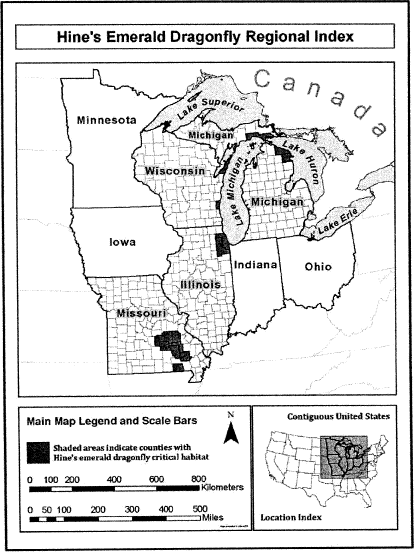 Hine's Emerald Dragonfly Regional Index
Canada
Minnesota
Lake Superior
Michigan
Wisconsin
Lake Huron
Lake Michigan
Michigan
Lake Erie
Iowa
Indiana
Ohio
Illinois
Missouri
Main Map Legend and Scale Bars
N
Shaded areas indicate counties with
Hine's emerald dragonfly critical habitat
0 100 200 400 600 800
Kilometers
0 50 100 200 300 400 500
Miles
Contiguous United States
Location Index